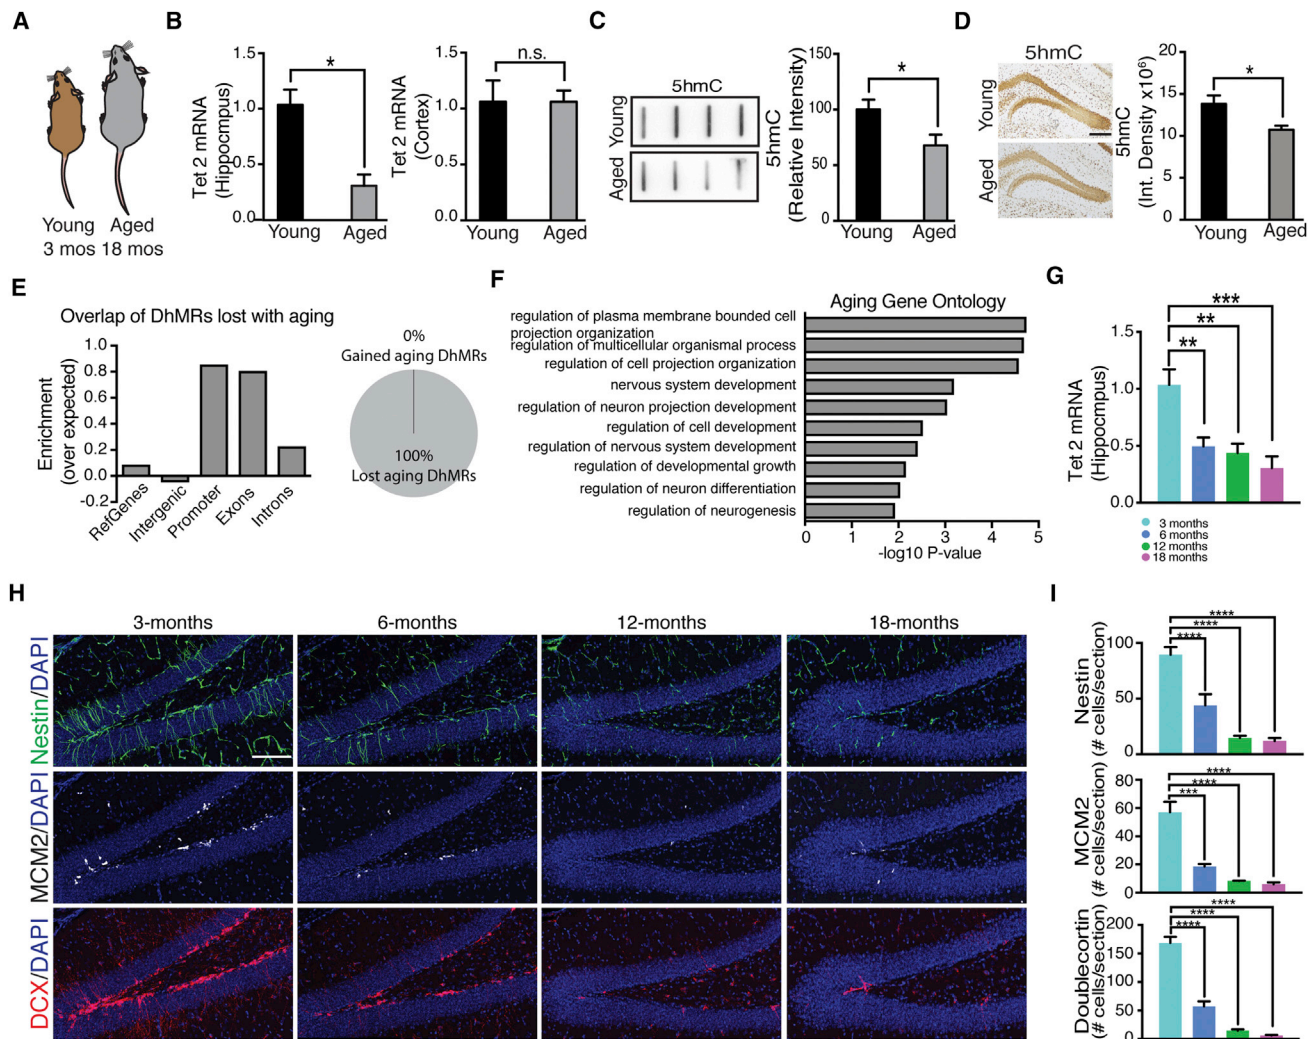 A
Young Aged
3 mos 18 mos
B
Tet 2 mRNA
(Hippocmpus)
1.5
1.0
0.5
0.0
*
Young Aged
Tet 2 mRNA
(Cortex)
1.5
1.0
0.5
0.0
n.s.
Young Aged
C
5hmC
Young
Aged
5hmC
(Relative Intensity)
150
100
50
0
*
Young Aged
D
5hmC
Young
Aged
5hmC
(Int. Density x10⁶)
20
15
10
5
0
*
Young Aged
E
Overlap of DhMRs lost with aging
Enrichment
(over expected)
1.0
0.8
0.6
0.4
0.2
0.0
-0.2
RefGenes
Intergenic
Promoter
Exons
Introns
0%
Gained aging DhMRs
100%
Lost aging DhMRs
F
Aging Gene Ontology
regulation of plasma membrane bounded cell
projection organization
regulation of multicellular organismal process
regulation of cell projection organization
nervous system development
regulation of neuron projection development
regulation of cell development
regulation of nervous system development
regulation of developmental growth
regulation of neuron differentiation
regulation of neurogenesis
0 1 2 3 4 5
-log10 P-value
G
Tet 2 mRNA
(Hippocmpus)
1.5
1.0
0.5
0.0
***
**
**
3 months
6 months
12 months
18 months
H
3-months 6-months 12-months 18-months
Nestin/DAPI
MCM2/DAPI
DCX/DAPI
I
Nestin
(# cells/section)
100
50
0
****
****
****
MCM2
(# cells/section)
80
60
40
20
0
****
****
***
Doublecortin
(# cells/section)
200
150
100
50
0
****
****
****